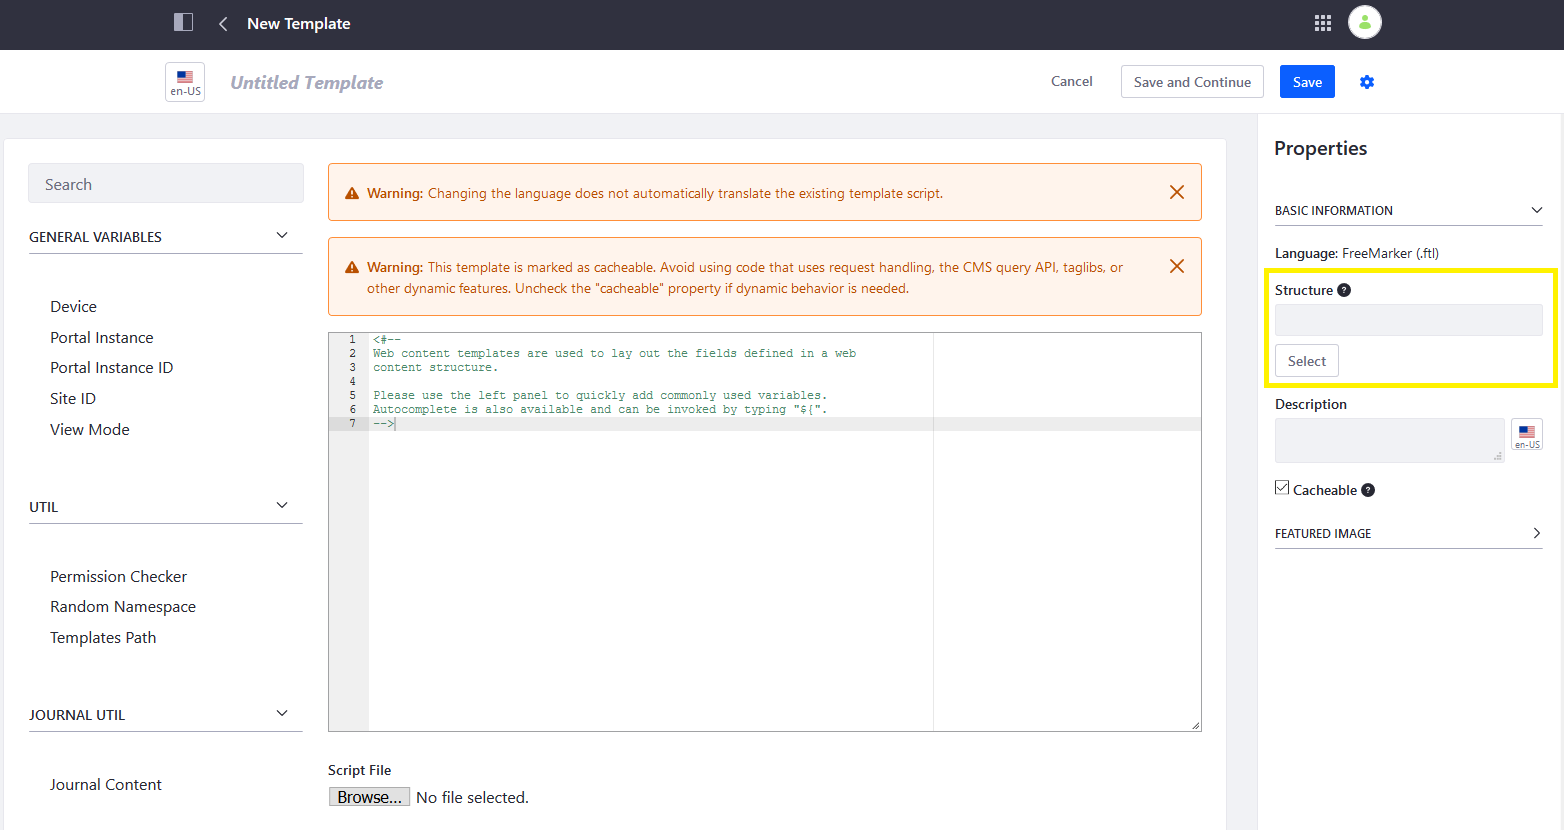 New Template
en-US
Untitled Template
Cancel
Save and Continue
Save
Search
GENERAL VARIABLES
Device
Portal Instance
Portal Instance ID
Site ID
View Mode
UTIL
Permission Checker
Random Namespace
Templates Path
JOURNAL UTIL
Journal Content
Warning: Changing the language does not automatically translate the existing template script.
Warning: This template is marked as cacheable. Avoid using code that uses request handling, the CMS query API, taglibs, or
other dynamic features. Uncheck the "cacheable" property if dynamic behavior is needed.
1 <#--
2 Web content templates are used to lay out the fields defined in a web
3 content structure.
4
5 Please use the left panel to quickly add commonly used variables.
6 Autocomplete is also available and can be invoked by typing "${".
7 -->
Script File
Browse... No file selected.
Properties
BASIC INFORMATION
Language: FreeMarker (.ftl)
Structure ?
Select
Description
en-US
Cacheable ?
FEATURED IMAGE